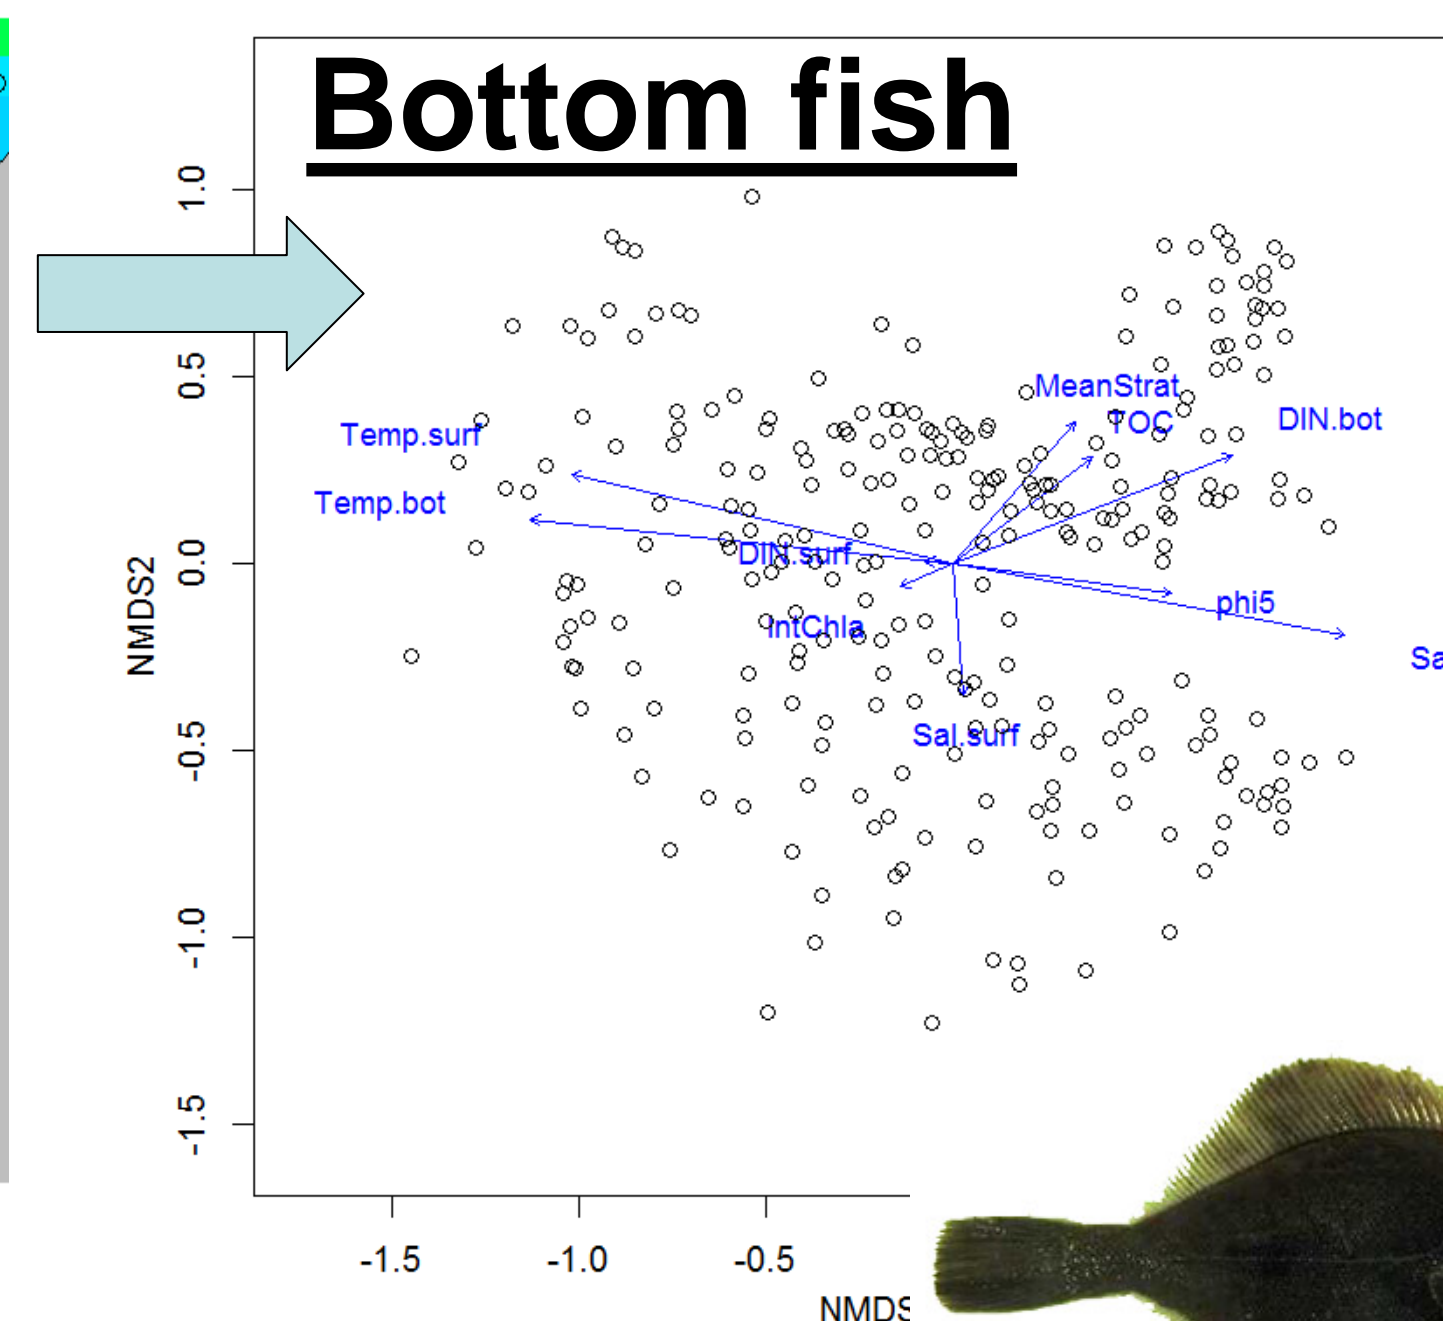 Bottom fish
1.0
0.5
0.0
-0.5
-1.0
-1.5
NMDS2
MeanStrat
TOC
DIN.bot
Temp.surf
Temp.bot
DIN.surf
phi5
IntChla
Sal.surf
-1.5 -1.0 -0.5